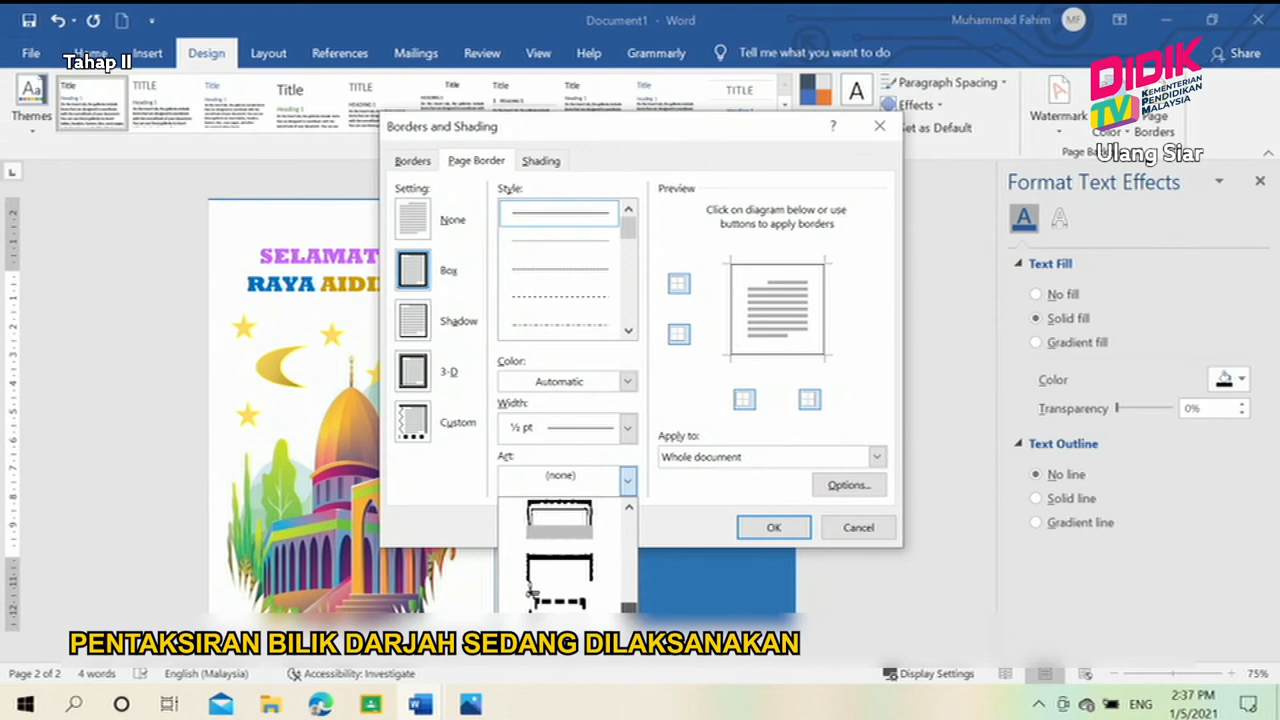 Document1 - Word
Muhammad Fahim
MF
File
Home
Insert
Design
Layout
References
Mailings
Review
View
Help
Grammarly
Tell me what you want to do
Share
Tahap II
DIDIK
TV
KEMENTERIAN
PENDIDIKAN
MALAYSIA
Ulang Siar
Themes
Title
TITLE
Title
Title
TITLE
Title
TITLE
Paragraph Spacing
Effects
Set as Default
Watermark
Page
Color
Borders
Borders and Shading
Borders
Page Border
Shading
Setting:
None
Box
Shadow
3-D
Custom
Style:
Color:
Automatic
Width:
½ pt
Art:
(none)
Preview
Click on diagram below or use
buttons to apply borders
Apply to:
Whole document
Options...
OK
Cancel
SELAMAT
RAYA AIDI
Format Text Effects
Text Fill
No fill
Solid fill
Gradient fill
Color
Transparency
0%
Text Outline
No line
Solid line
Gradient line
PENTAKSIRAN BILIK DARJAH SEDANG DILAKSANAKAN
Page 2 of 2
4 words
English (Malaysia)
Accessibility: Investigate
Display Settings
75%
ENG
2:37 PM
1/5/2021